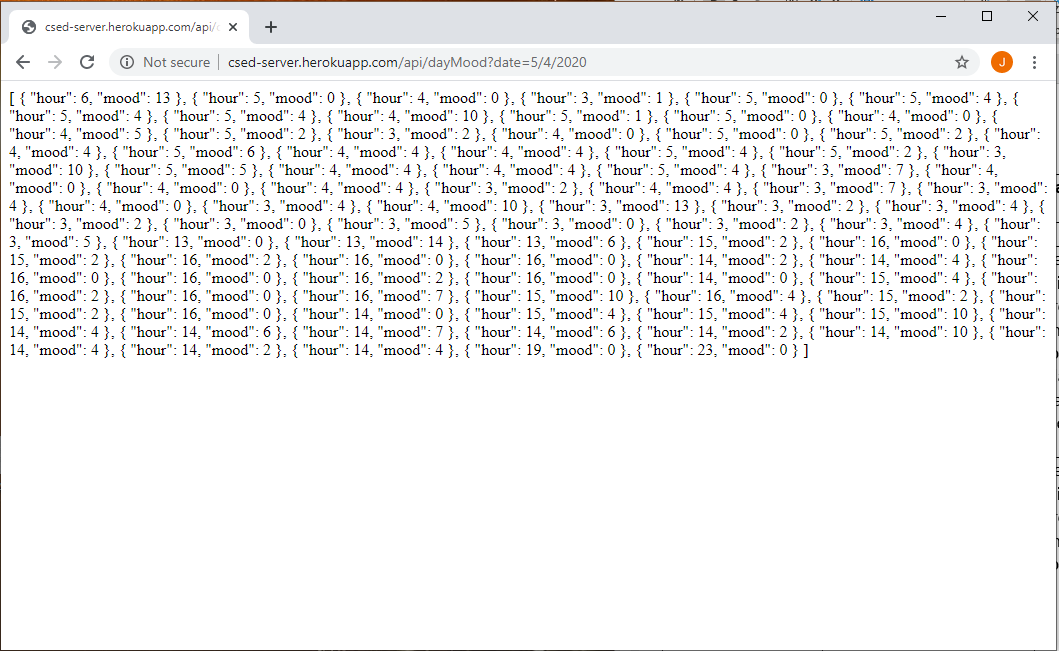 csed-server.herokuapp.com/api/
Not secure csed-server.herokuapp.com/api/dayMood?date=5/4/2020
J
[ { "hour": 6, "mood": 13 }, { "hour": 5, "mood": 0 }, { "hour": 4, "mood": 0 }, { "hour": 3, "mood": 1 }, { "hour": 5, "mood": 0 }, { "hour": 5, "mood": 4 }, {
"hour": 5, "mood": 4 }, { "hour": 5, "mood": 4 }, { "hour": 4, "mood": 10 }, { "hour": 5, "mood": 1 }, { "hour": 5, "mood": 0 }, { "hour": 4, "mood": 0 }, {
"hour": 4, "mood": 5 }, { "hour": 5, "mood": 2 }, { "hour": 3, "mood": 2 }, { "hour": 4, "mood": 0 }, { "hour": 5, "mood": 0 }, { "hour": 5, "mood": 2 }, { "hour":
4, "mood": 4 }, { "hour": 5, "mood": 6 }, { "hour": 4, "mood": 4 }, { "hour": 4, "mood": 4 }, { "hour": 5, "mood": 4 }, { "hour": 5, "mood": 2 }, { "hour": 3,
"mood": 10 }, { "hour": 5, "mood": 5 }, { "hour": 4, "mood": 4 }, { "hour": 4, "mood": 4 }, { "hour": 5, "mood": 4 }, { "hour": 3, "mood": 7 }, { "hour": 4,
"mood": 0 }, { "hour": 4, "mood": 0 }, { "hour": 4, "mood": 4 }, { "hour": 3, "mood": 2 }, { "hour": 4, "mood": 4 }, { "hour": 3, "mood": 7 }, { "hour": 3, "mood":
4 }, { "hour": 4, "mood": 0 }, { "hour": 3, "mood": 4 }, { "hour": 4, "mood": 10 }, { "hour": 3, "mood": 13 }, { "hour": 3, "mood": 2 }, { "hour": 3, "mood": 4 }, {
"hour": 3, "mood": 2 }, { "hour": 3, "mood": 0 }, { "hour": 3, "mood": 5 }, { "hour": 3, "mood": 0 }, { "hour": 3, "mood": 2 }, { "hour": 3, "mood": 4 }, { "hour":
3, "mood": 5 }, { "hour": 13, "mood": 0 }, { "hour": 13, "mood": 14 }, { "hour": 13, "mood": 6 }, { "hour": 15, "mood": 2 }, { "hour": 16, "mood": 0 }, { "hour":
15, "mood": 2 }, { "hour": 16, "mood": 2 }, { "hour": 16, "mood": 0 }, { "hour": 16, "mood": 0 }, { "hour": 14, "mood": 2 }, { "hour": 14, "mood": 4 }, { "hour":
16, "mood": 0 }, { "hour": 16, "mood": 0 }, { "hour": 16, "mood": 2 }, { "hour": 16, "mood": 0 }, { "hour": 14, "mood": 0 }, { "hour": 15, "mood": 4 }, { "hour":
16, "mood": 2 }, { "hour": 16, "mood": 0 }, { "hour": 16, "mood": 7 }, { "hour": 15, "mood": 10 }, { "hour": 16, "mood": 4 }, { "hour": 15, "mood": 2 }, { "hour":
15, "mood": 2 }, { "hour": 16, "mood": 0 }, { "hour": 14, "mood": 0 }, { "hour": 15, "mood": 4 }, { "hour": 15, "mood": 4 }, { "hour": 15, "mood": 10 }, { "hour":
14, "mood": 4 }, { "hour": 14, "mood": 6 }, { "hour": 14, "mood": 7 }, { "hour": 14, "mood": 6 }, { "hour": 14, "mood": 2 }, { "hour": 14, "mood": 10 }, { "hour":
14, "mood": 4 }, { "hour": 14, "mood": 2 }, { "hour": 14, "mood": 4 }, { "hour": 19, "mood": 0 }, { "hour": 23, "mood": 0 } ]